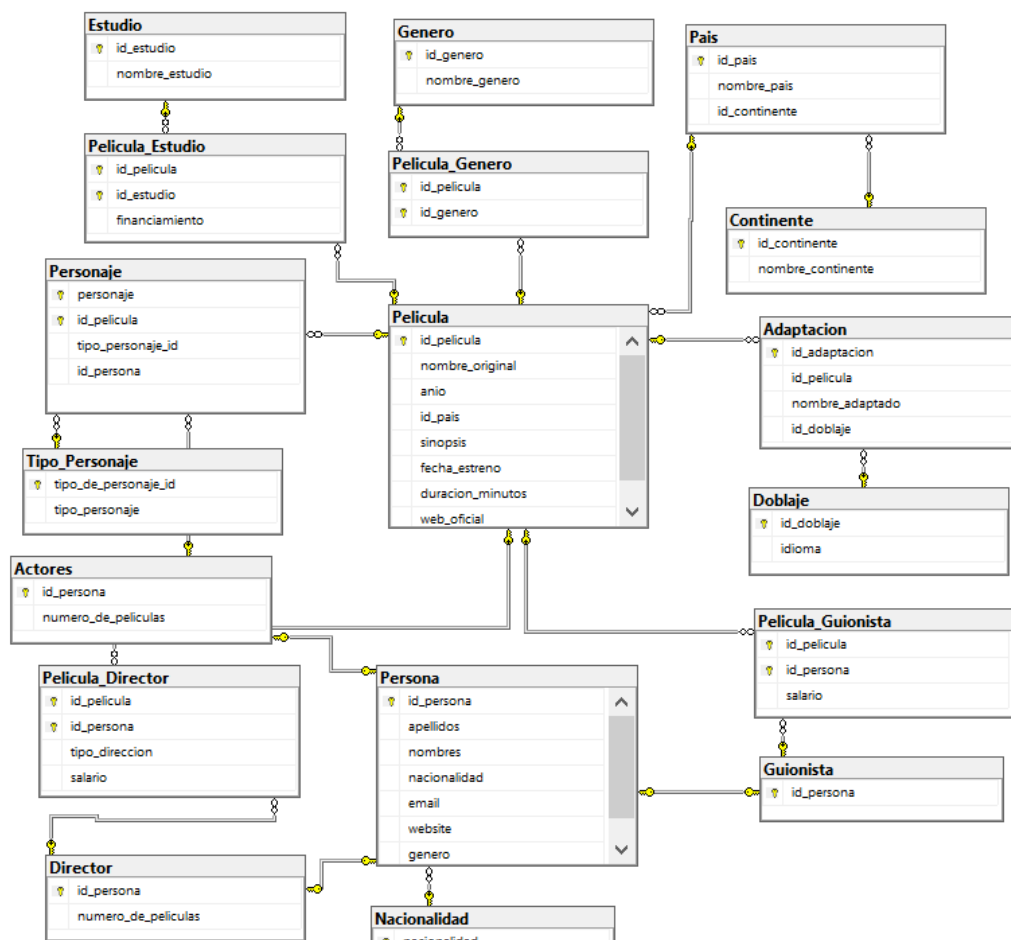 Estudio
id_estudio
nombre_estudio
Genero
id_genero
nombre_genero
Pais
id_pais
nombre_pais
id_continente
Pelicula_Estudio
id_pelicula
id_estudio
financiamiento
Pelicula_Genero
id_pelicula
id_genero
Continente
id_continente
nombre_continente
Personaje
personaje
id_pelicula
tipo_personaje_id
id_persona
Pelicula
id_pelicula
nombre_original
anio
id_pais
sinopsis
fecha_estreno
duracion_minutos
web_oficial
Adaptacion
id_adaptacion
id_pelicula
nombre_adaptado
id_doblaje
Tipo_Personaje
tipo_de_personaje_id
tipo_personaje
Doblaje
id_doblaje
idioma
Actores
id_persona
numero_de_peliculas
Pelicula_Guionista
id_pelicula
id_persona
salario
Pelicula_Director
id_pelicula
id_persona
tipo_direccion
salario
Persona
id_persona
apellidos
nombres
nacionalidad
email
website
genero
Guionista
id_persona
Director
id_persona
numero_de_peliculas
Nacionalidad
nacionalidad